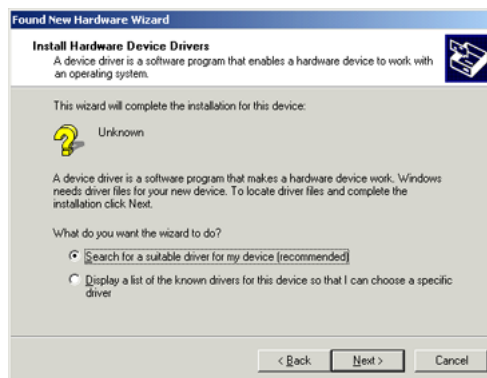 Found New Hardware Wizard
Install Hardware Device Drivers
A device driver is a software program that enables a hardware device to work with
an operating system.
This wizard will complete the installation for this device:
Unknown
A device driver is a software program that makes a hardware device work. Windows
needs driver files for your new device. To locate driver files and complete the
installation click Next.
What do you want the wizard to do?
Search for a suitable driver for my device (recommended)
Display a list of the known drivers for this device so that I can choose a specific
driver
< Back
Next >
Cancel